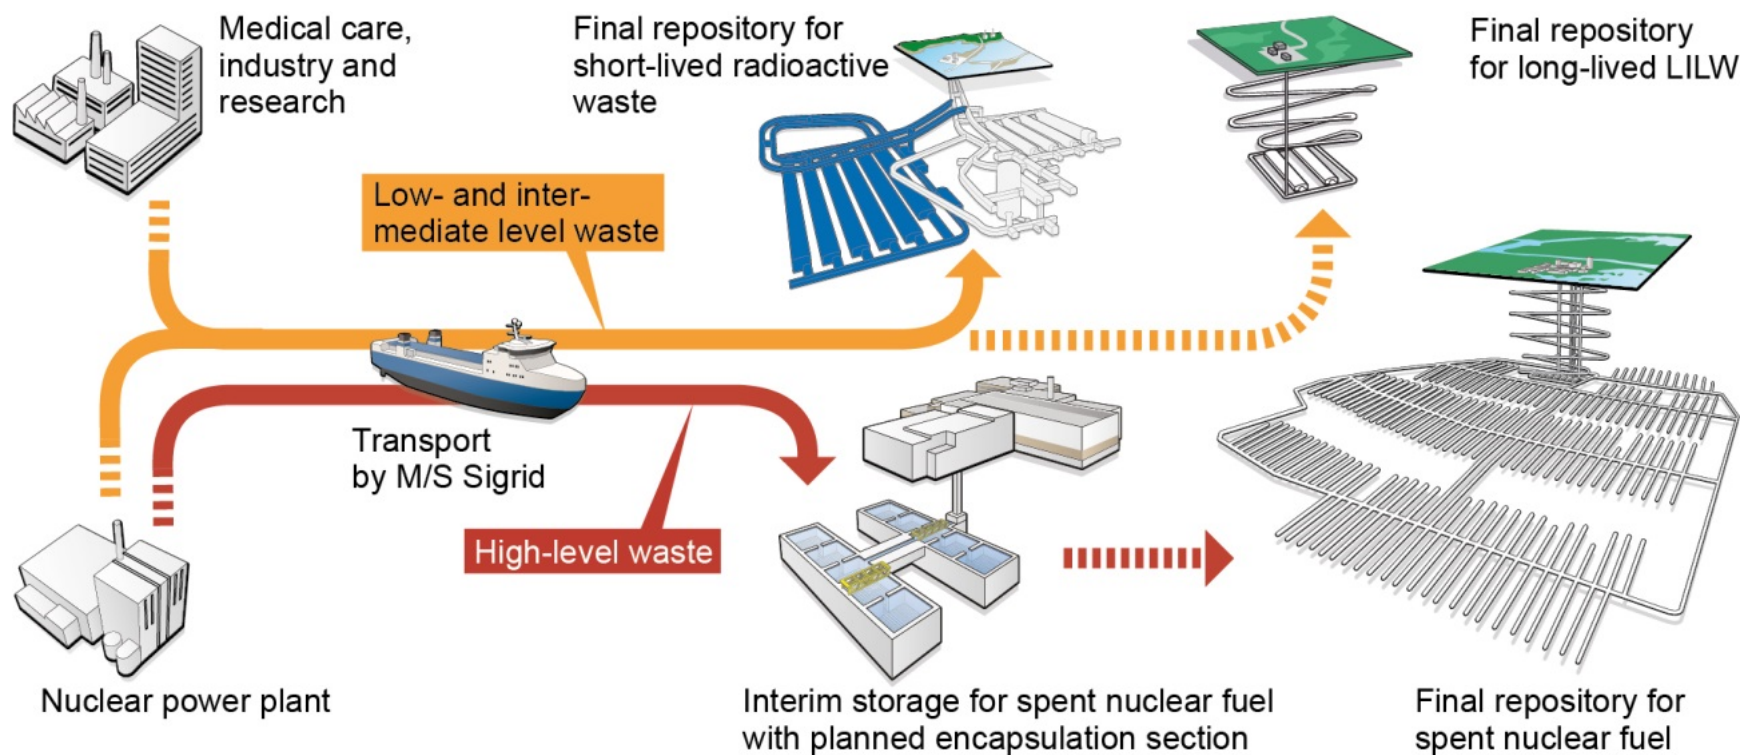 Medical care,
industry and
research
Final repository for
short-lived radioactive
waste
Final repository
for long-lived LILW
Low- and inter-
mediate level waste
Transport
by M/S Sigrid
High-level waste
Nuclear power plant
Interim storage for spent nuclear fuel
with planned encapsulation section
Final repository for
spent nuclear fuel